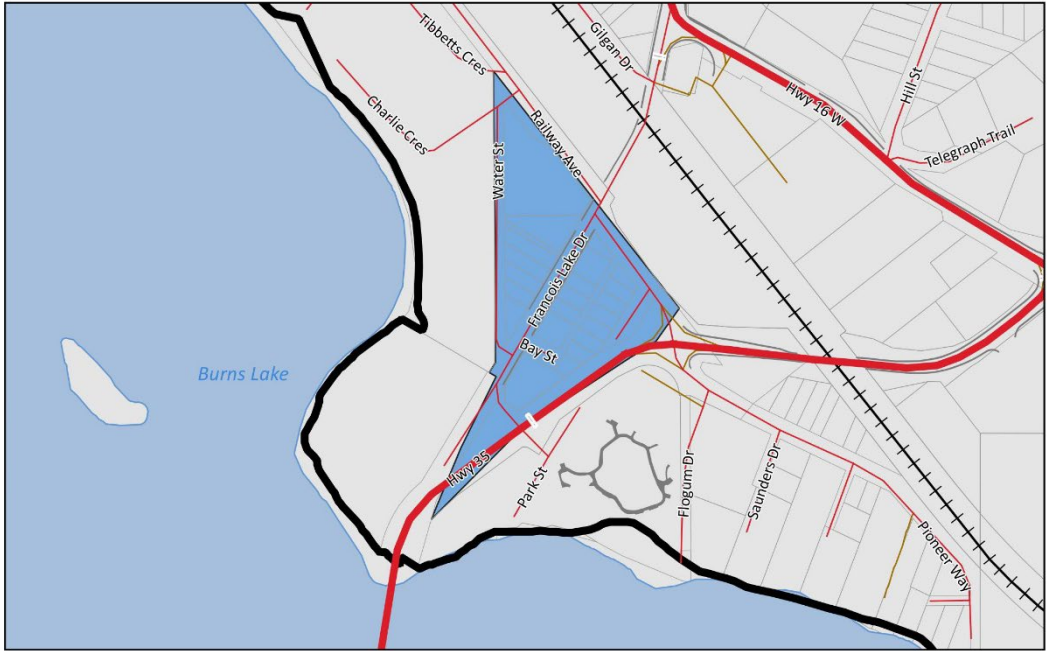 Tibbetts Cres
Gilgan Dr
Hwy 16 W
Hill St
Charlie Cres
Railway Ave
Telegraph Trail
Water St
Francois Lake Dr
Bay St
Burns Lake
Hwy 35
Park St
Flogum Dr
Saunders Dr
Pioneer Way